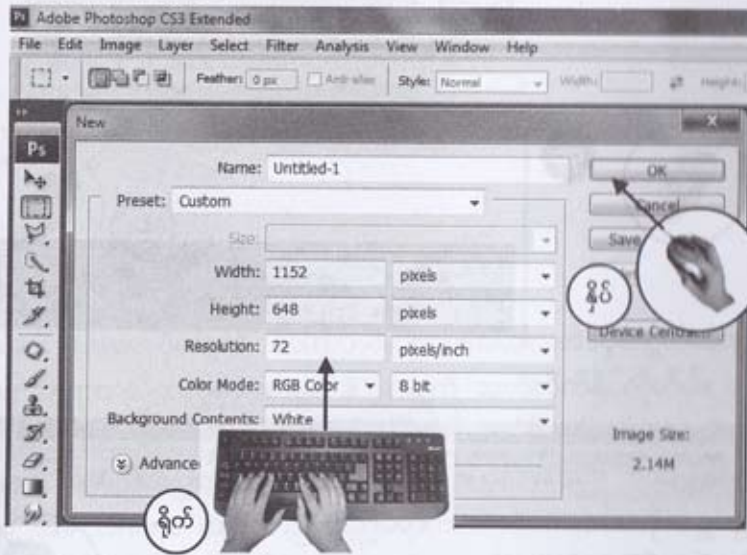 Ps Adobe Photoshop CS3 Extended
File Edit Image Layer Select Filter Analysis View Window Help
Feather: 0 px Anti-alias Style: Normal Width: Height:
New
Ps
Name: Untitled-1
OK
Preset: Custom
Cancel
Size:
Save
Width: 1152 pixels
နှိပ်
Height: 648 pixels
Device Central...
Resolution: 72 pixels/inch
Color Mode: RGB Color 8 bit
Background Contents: White
Image Size:
Advance
2.14M
ရိုက်